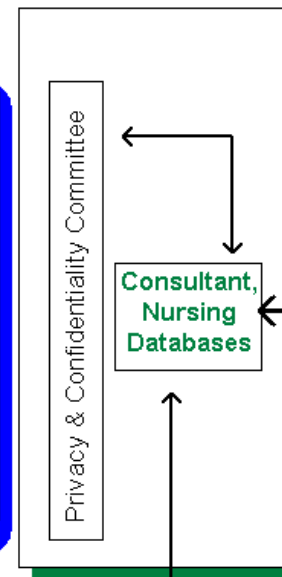 Privacy & Confidentiality Committee
Consultant,
Nursing
Databases